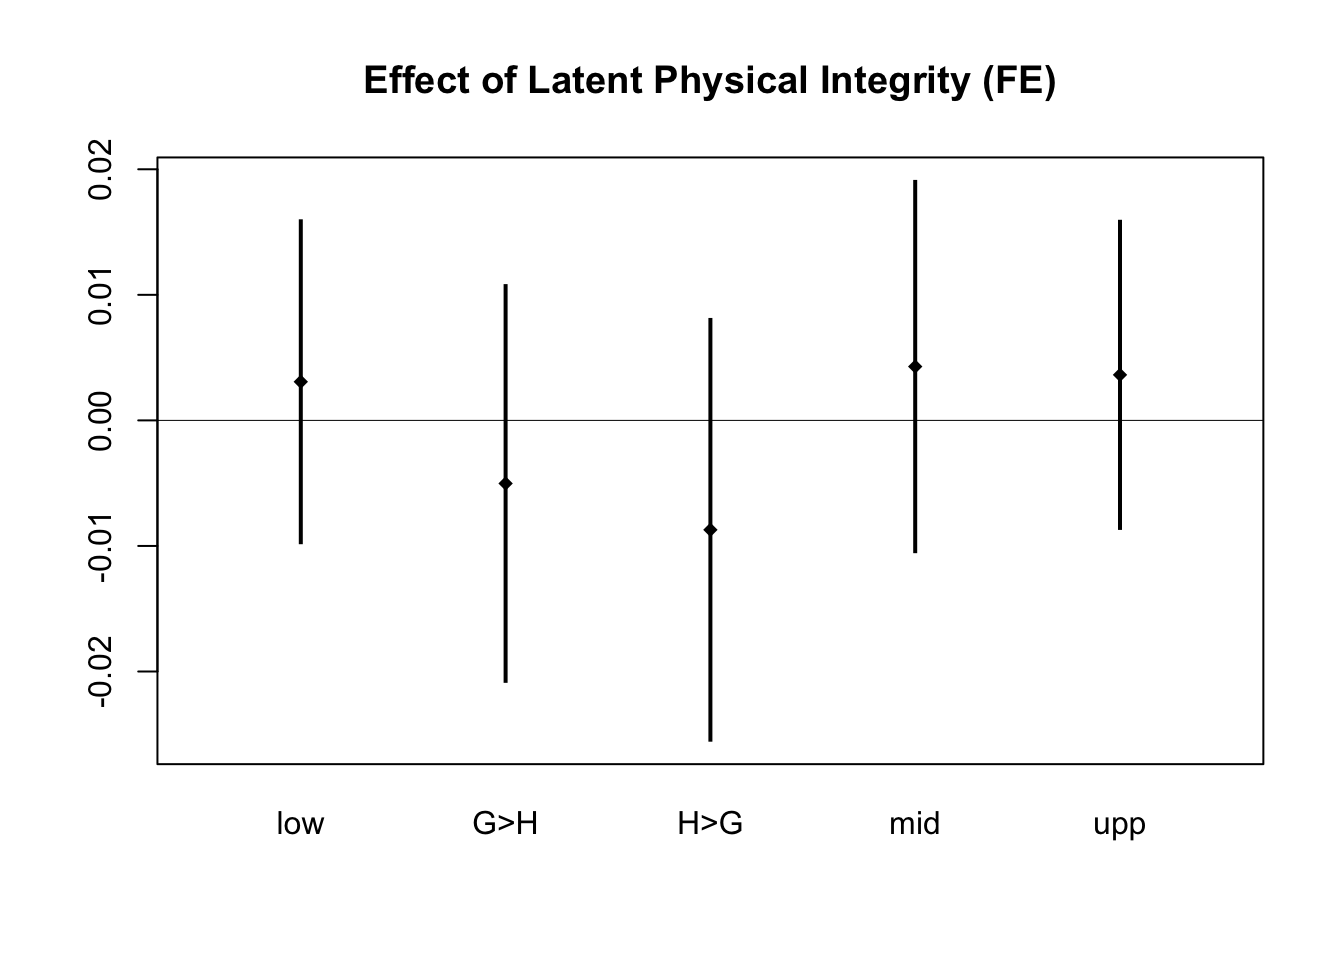 Effect of Latent Physical Integrity (FE)
0.02
0.01
0.00
-0.01
-0.02
low G>H H>G mid upp